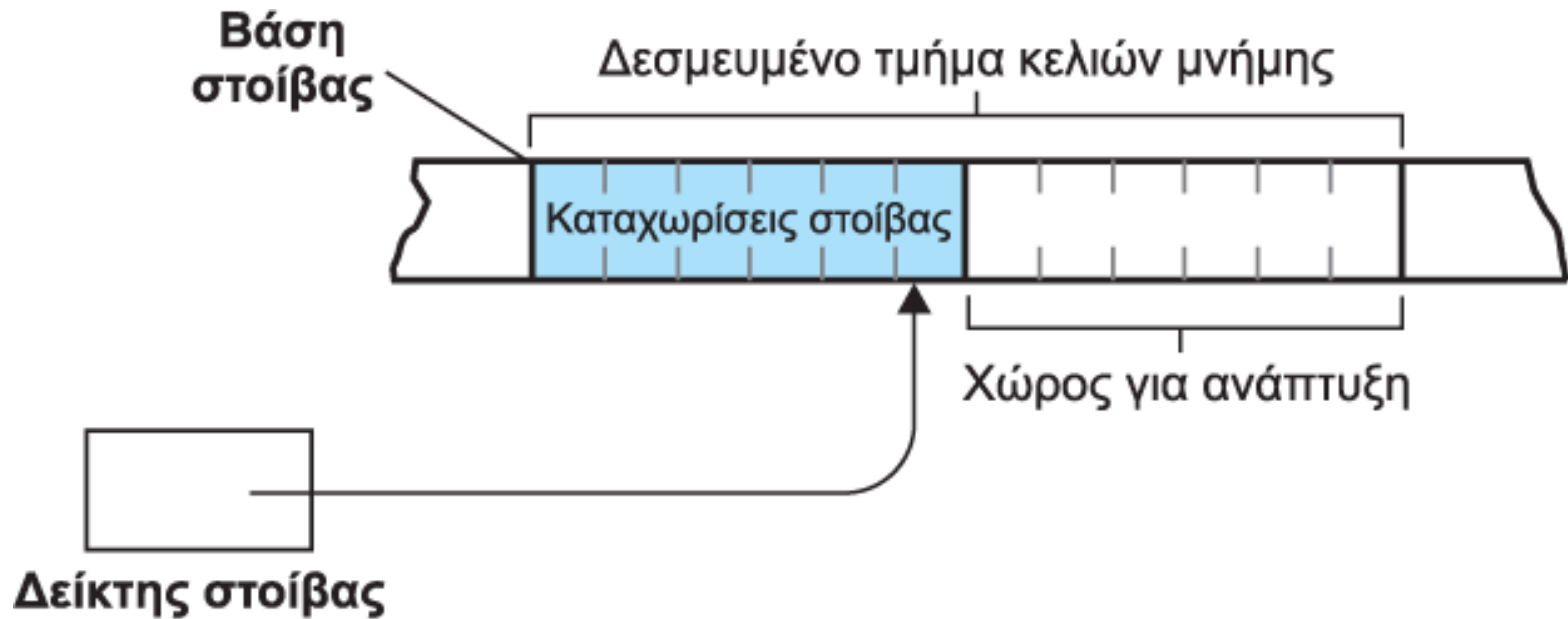 Βάση
στοίβας
Δεσμευμένο τμήμα κελιών μνήμης
Καταχωρίσεις στοίβας
Χώρος για ανάπτυξη
Δείκτης στοίβας